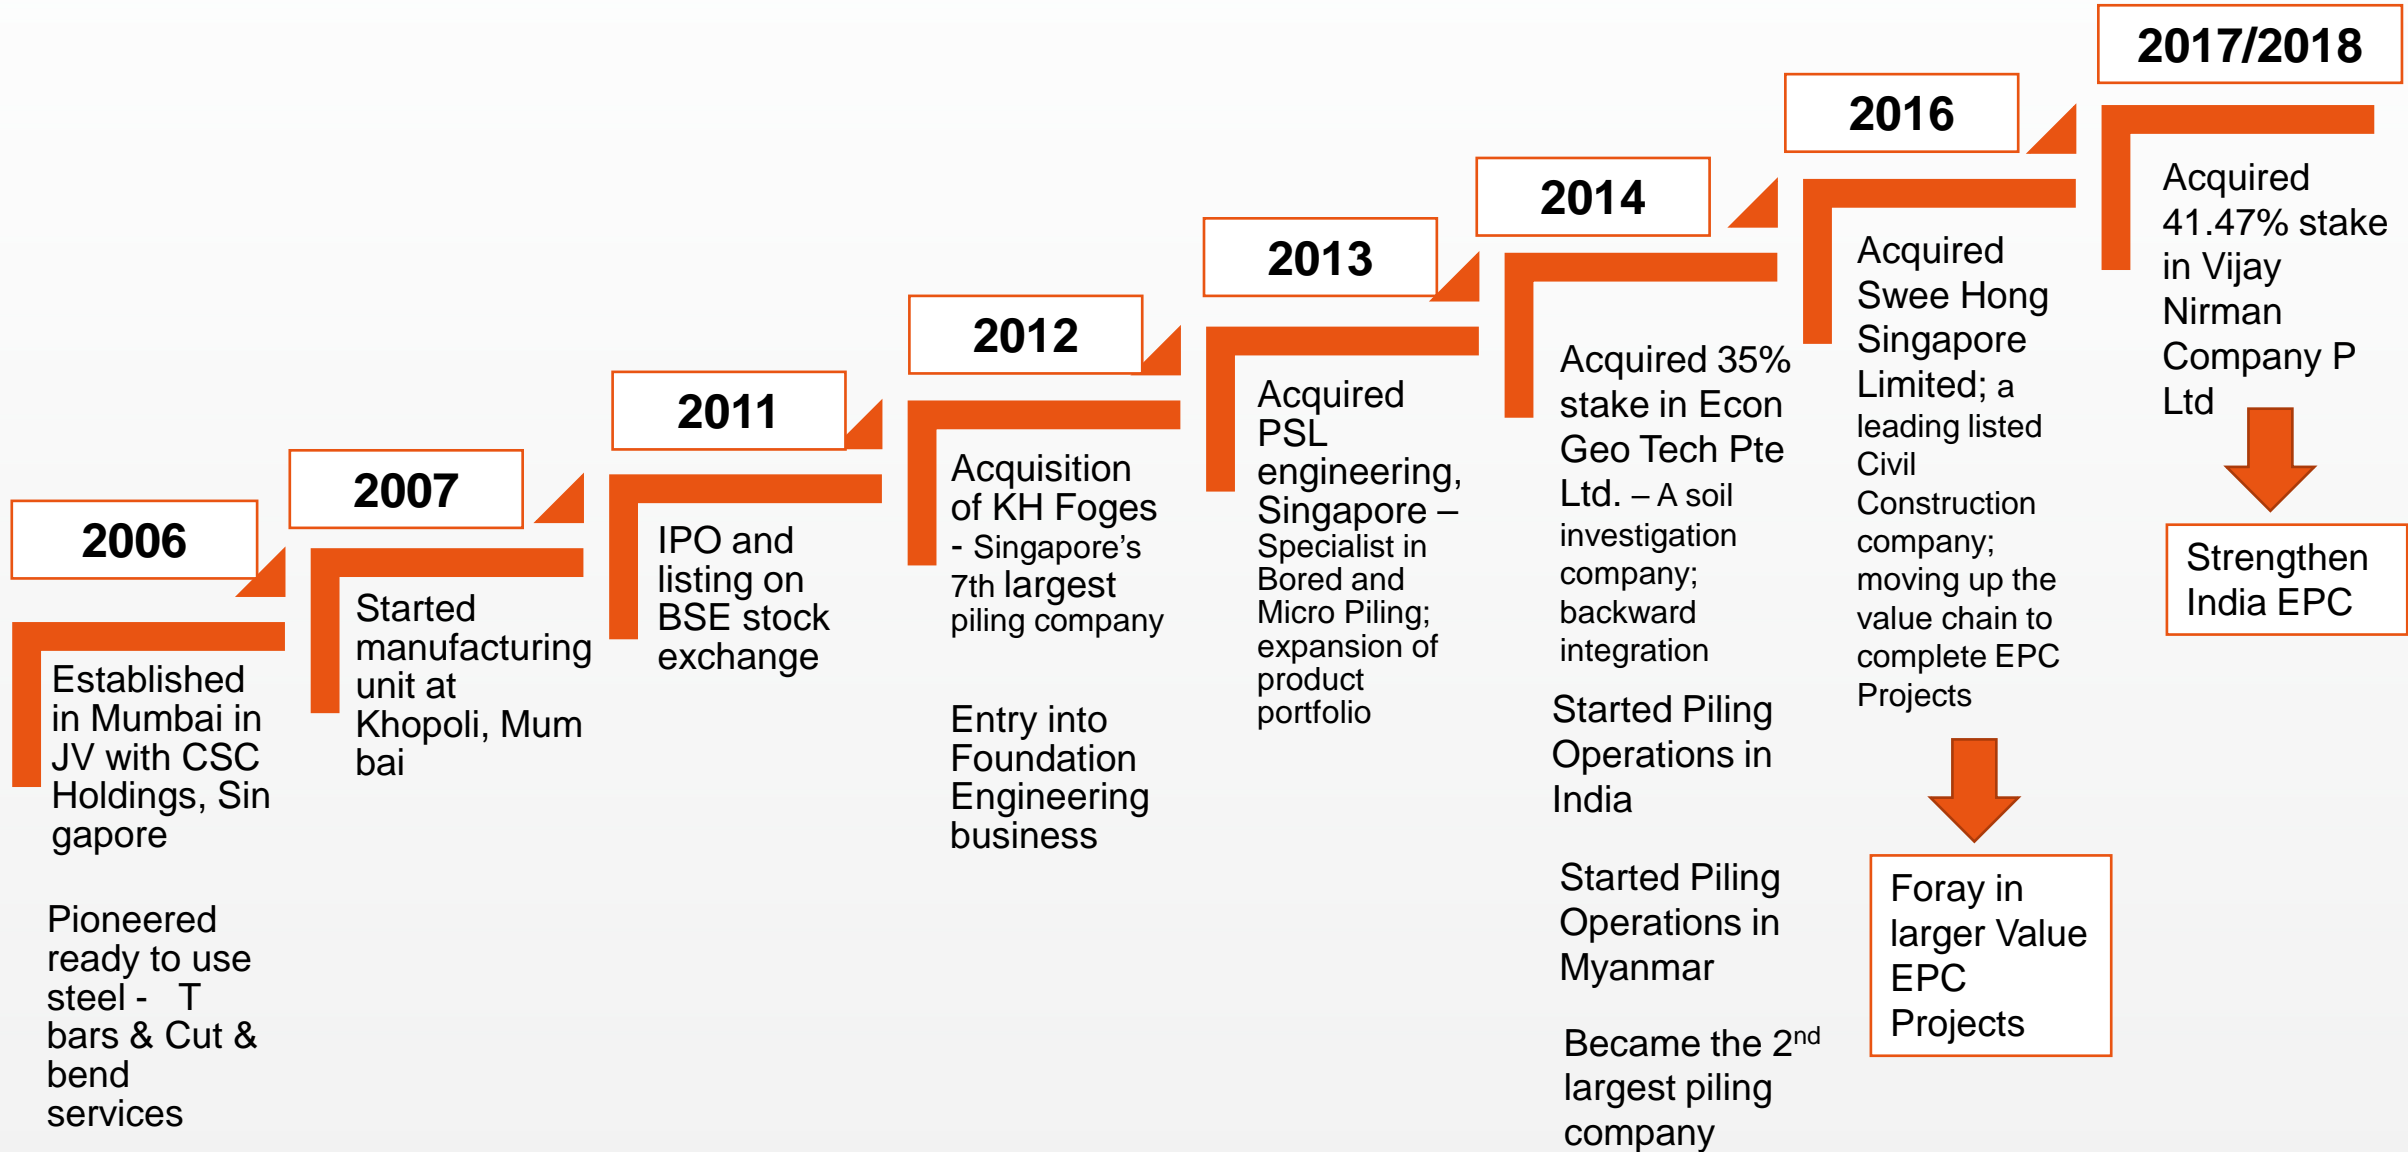 2006
Established
in Mumbai in
JV with CSC
Holdings, Sin
gapore
Pioneered
ready to use
steel - T
bars & Cut &
bend
services
2007
Started
manufacturing
unit at
Khopoli, Mum
bai
2011
IPO and
listing on
BSE stock
exchange
2012
Acquisition
of KH Foges
- Singapore’s
7th largest
piling company
Entry into
Foundation
Engineering
business
2013
Acquired
PSL
engineering,
Singapore –
Specialist in
Bored and
Micro Piling;
expansion of
product
portfolio
2014
Acquired 35%
stake in Econ
Geo Tech Pte
Ltd. – A soil
investigation
company;
backward
integration
Started Piling
Operations in
India
Started Piling
Operations in
Myanmar
Became the 2nd
largest piling
company
2016
Acquired
Swee Hong
Singapore
Limited; a
leading listed
Civil
Construction
company;
moving up the
value chain to
complete EPC
Projects
Foray in
larger Value
EPC
Projects
2017/2018
Acquired
41.47% stake
in Vijay
Nirman
Company P
Ltd
Strengthen
India EPC